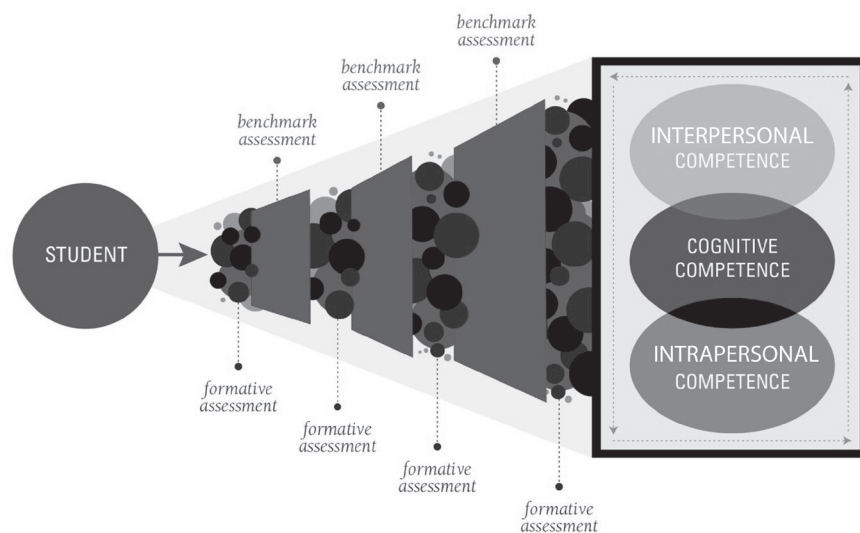 benchmark
assessment
benchmark
assessment
benchmark
assessment
STUDENT
formative
assessment
formative
assessment
formative
assessment
formative
assessment
INTERPERSONAL
COMPETENCE
COGNITIVE
COMPETENCE
INTRAPERSONAL
COMPETENCE